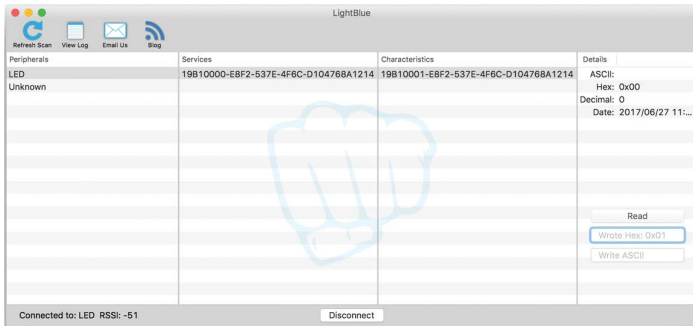 LightBlue
Refresh Scan View Log Email Us Blog
Peripherals Services Characteristics Details
LED 19B10000-E8F2-537E-4F6C-D104768A1214 19B10001-E8F2-537E-4F6C-D104768A1214 ASCII:
Unknown Hex: 0x00
Decimal: 0
Date: 2017/06/27 11:...
Read
Wrote Hex: 0x01
Write ASCII
Connected to: LED RSSI: -51 Disconnect